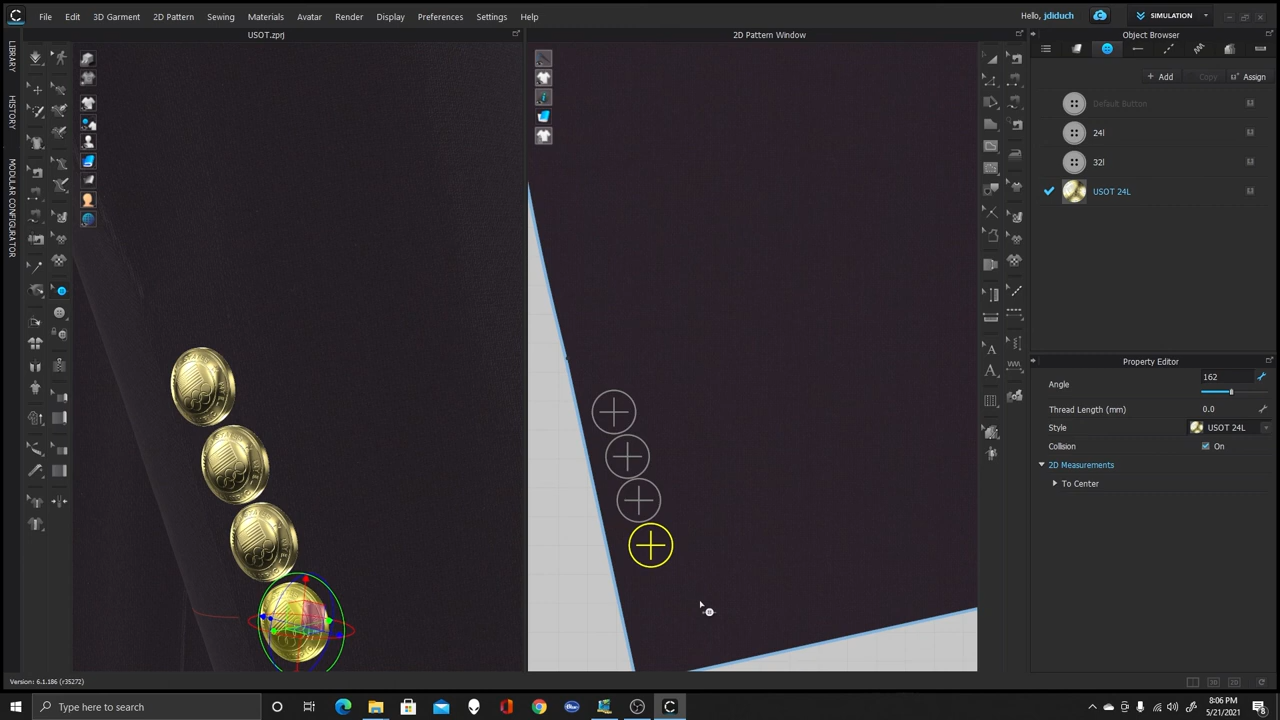 File Edit 3D Garment 2D Pattern Sewing Materials Avatar Render Display Preferences Settings Help
Hello, jdiduch
SIMULATION
USOT.zprj
2D Pattern Window
Object Browser
LIBRARY
HISTORY
MODULAR CONFIGURATOR
+ Add Copy Assign
Default Button
24l
32l
USOT 24L
Property Editor
Angle 162
Thread Length (mm) 0.0
Style USOT 24L
Collision On
2D Measurements
To Center
Version: 6.1.186 (r35272)
3D 2D
Type here to search
8:06 PM
5/21/2021